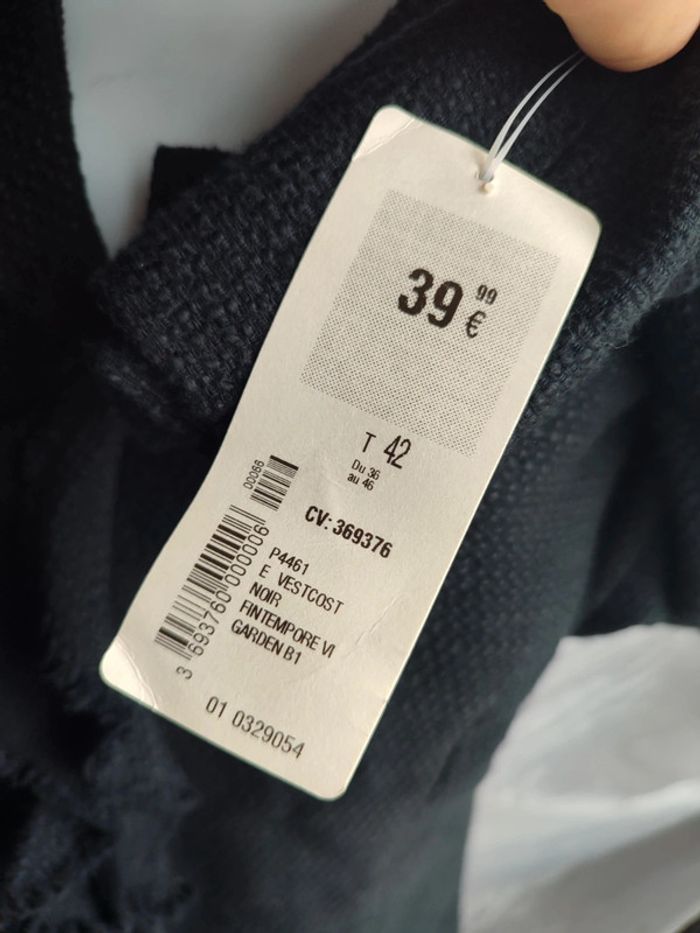 39 99
€
T 42
Du 36
au 46
CV: 369376
00086
3 693760 000006
P4461
E VESTCOST
NOIR
FINTEMPORE VI
GARDEN B1
01 0329054